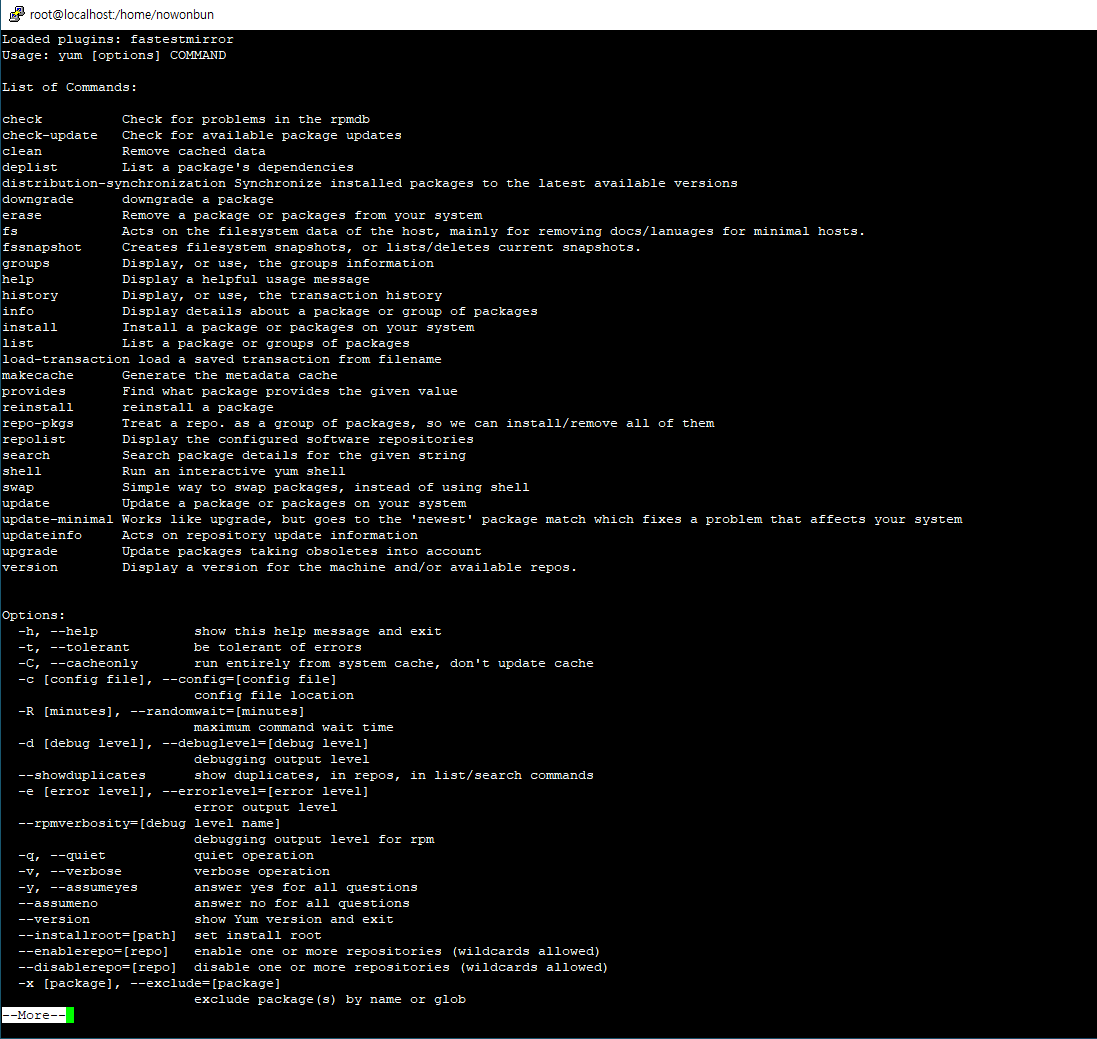 root@localhost:/home/nowonbun
Loaded plugins: fastestmirror
Usage: yum [options] COMMAND
List of Commands:
check          Check for problems in the rpmdb
check-update   Check for available package updates
clean          Remove cached data
deplist        List a package's dependencies
distribution-synchronization Synchronize installed packages to the latest available versions
downgrade      downgrade a package
erase          Remove a package or packages from your system
fs             Acts on the filesystem data of the host, mainly for removing docs/lanuages for minimal hosts.
fssnapshot     Creates filesystem snapshots, or lists/deletes current snapshots.
groups         Display, or use, the groups information
help           Display a helpful usage message
history        Display, or use, the transaction history
info           Display details about a package or group of packages
install        Install a package or packages on your system
list           List a package or groups of packages
load-transaction load a saved transaction from filename
makecache      Generate the metadata cache
provides       Find what package provides the given value
reinstall      reinstall a package
repo-pkgs      Treat a repo. as a group of packages, so we can install/remove all of them
repolist       Display the configured software repositories
search         Search package details for the given string
shell          Run an interactive yum shell
swap           Simple way to swap packages, instead of using shell
update         Update a package or packages on your system
update-minimal Works like upgrade, but goes to the 'newest' package match which fixes a problem that affects your system
updateinfo     Acts on repository update information
upgrade        Update packages taking obsoletes into account
version        Display a version for the machine and/or available repos.
Options:
  -h, --help            show this help message and exit
  -t, --tolerant        be tolerant of errors
  -C, --cacheonly       run entirely from system cache, don't update cache
  -c [config file], --config=[config file]
                        config file location
  -R [minutes], --randomwait=[minutes]
                        maximum command wait time
  -d [debug level], --debuglevel=[debug level]
                        debugging output level
  --showduplicates      show duplicates, in repos, in list/search commands
  -e [error level], --errorlevel=[error level]
                        error output level
  --rpmverbosity=[debug level name]
                        debugging output level for rpm
  -q, --quiet           quiet operation
  -v, --verbose         verbose operation
  -y, --assumeyes       answer yes for all questions
  --assumeno            answer no for all questions
  --version             show Yum version and exit
  --installroot=[path]  set install root
  --enablerepo=[repo]   enable one or more repositories (wildcards allowed)
  --disablerepo=[repo]  disable one or more repositories (wildcards allowed)
  -x [package], --exclude=[package]
                        exclude package(s) by name or glob
--More--